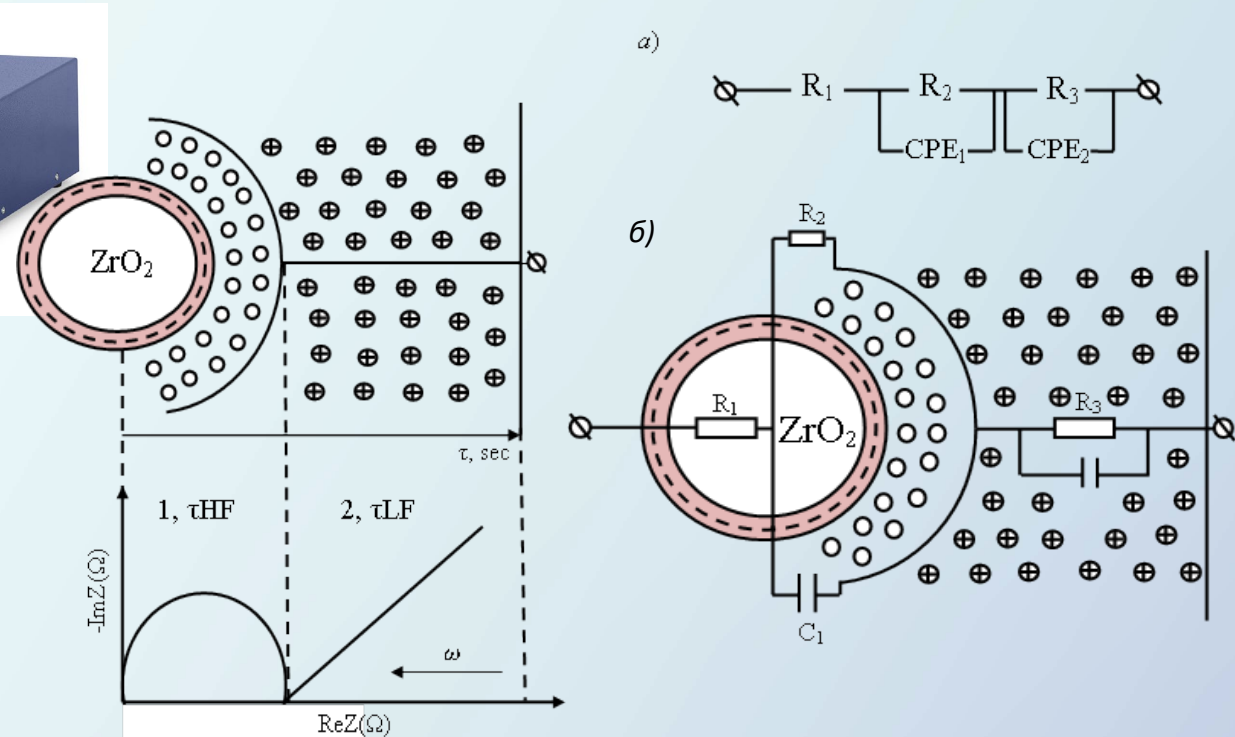 ZrO₂
τ, sec
1, τHF
2, τLF
-ImZ(Ω)
ω
ReZ(Ω)
а)
R₁
R₂
R₃
CPE₁
CPE₂
б)
R₂
R₁
ZrO₂
R₃
C₁